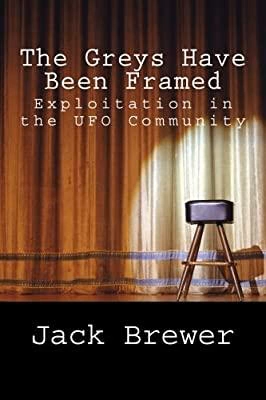 The Greys Have
Been Framed
Exploitation in
the UFO Community
Jack Brewer